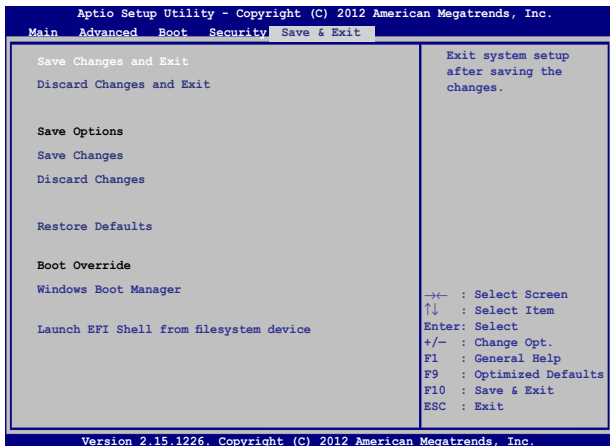 Aptio Setup Utility - Copyright (C) 2012 American Megatrends, Inc.
Main Advanced Boot Security Save & Exit
Save Changes and Exit
Discard Changes and Exit
Save Options
Save Changes
Discard Changes
Restore Defaults
Boot Override
Windows Boot Manager
Launch EFI Shell from filesystem device
Exit system setup
after saving the
changes.
→← : Select Screen
↑↓ : Select Item
Enter: Select
+/— : Change Opt.
F1 : General Help
F9 : Optimized Defaults
F10 : Save & Exit
ESC : Exit
Version 2.15.1226. Copyright (C) 2012 American Megatrends, Inc.